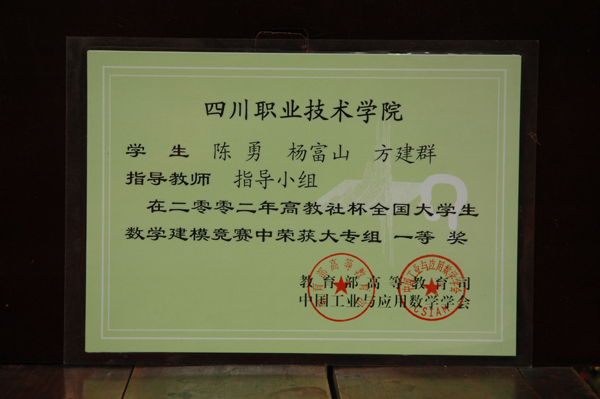 四川职业技术学院
学 生 陈 勇 杨富山 方建群
指导教师 指导小组
在二零零二年高教社杯全国大学生
数学建模竞赛中荣获大专组 一等 奖
教育部高等教育司
中国工业与应用数学学会
CSIAM